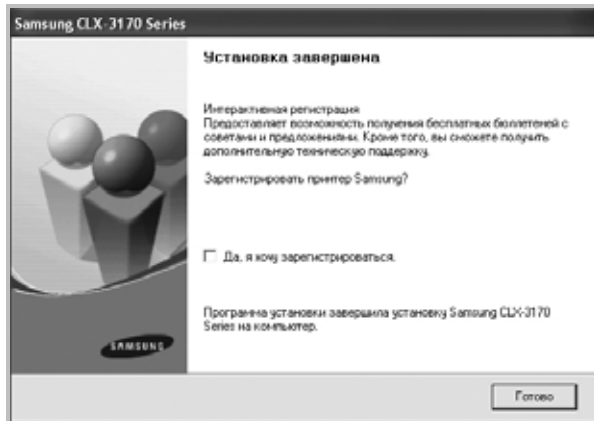 Samsung CLX-3170 Series
Установка завершена
Интерактивная регистрация
Предоставляет возможность получения бесплатных бюллетеней с
советами и предложениями. Кроме того, вы сможете получить
дополнительную техническую поддержку.
Зарегистрировать принтер Samsung?
Да, я хочу зарегистрироваться.
Программа установки завершила установку Samsung CLX-3170
Series на компьютер.
SAMSUNG
Готово